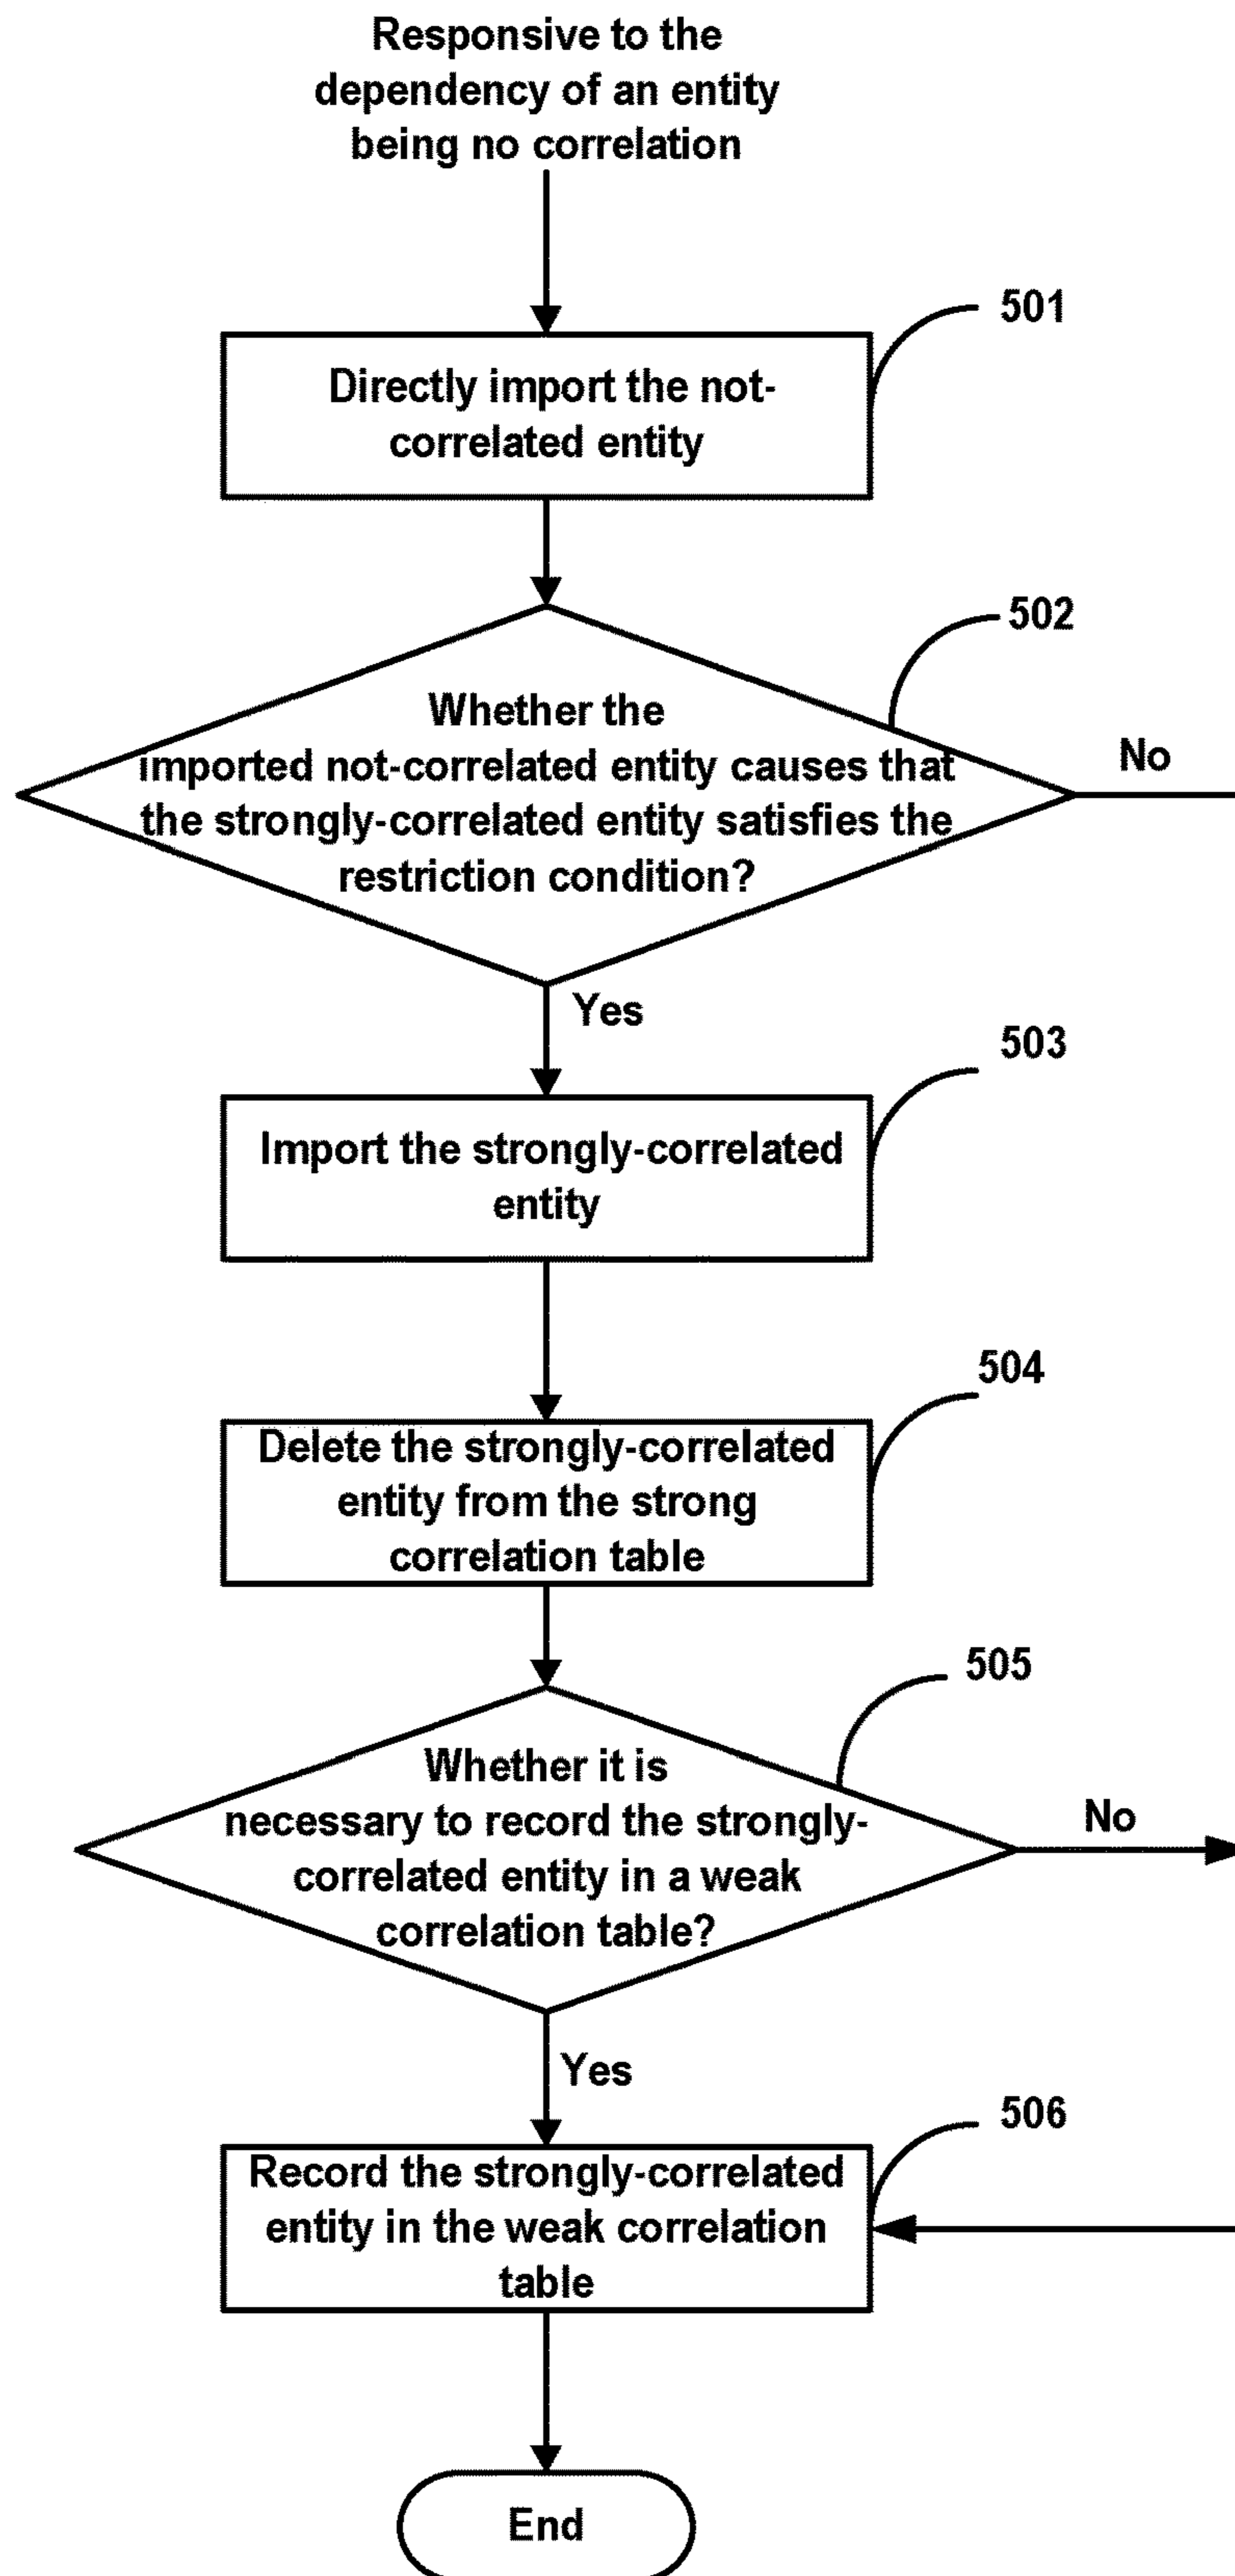 Responsive to the
dependency of an entity
being no correlation
501
Directly import the not-
correlated entity
502
Whether the
imported not-correlated entity causes that
the strongly-correlated entity satisfies the
restriction condition?
No
Yes
503
Import the strongly-correlated
entity
504
Delete the strongly-correlated
entity from the strong
correlation table
505
Whether it is
necessary to record the strongly-
correlated entity in a weak
correlation table?
No
Yes
506
Record the strongly-correlated
entity in the weak correlation
table
End